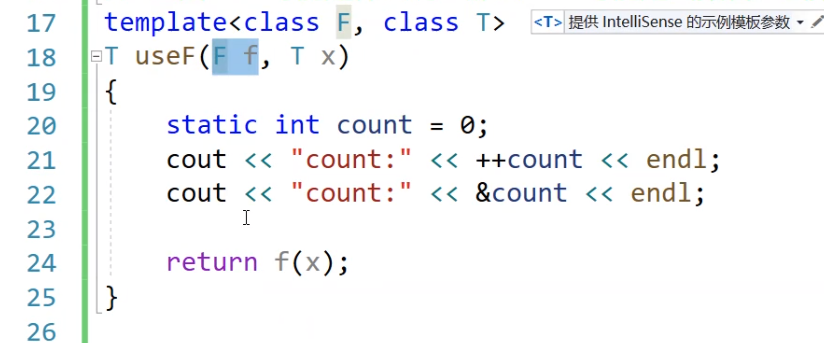 17 template<class F, class T> <T> 提供 IntelliSense 的示例模板参数
18 T useF(F f, T x)
19 {
20 static int count = 0;
21 cout << "count:" << ++count << endl;
22 cout << "count:" << &count << endl;
23
24 return f(x);
25 }
26